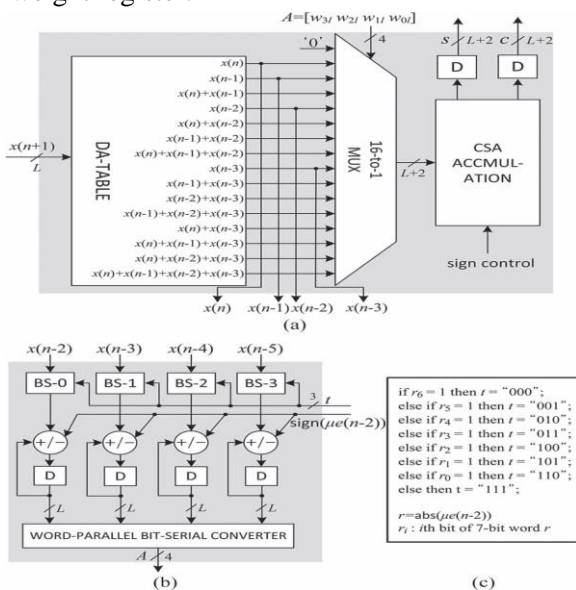 A=[w3l w2l w1l w0l]
4
'0'
S
L+2
C
L+2
D
D
x(n)
x(n-1)
x(n)+x(n-1)
x(n-2)
x(n)+x(n-2)
x(n-1)+x(n-2)
x(n)+x(n-1)+x(n-2)
x(n-3)
x(n-1)+x(n-3)
x(n-2)+x(n-3)
x(n-1)+x(n-2)+x(n-3)
x(n)+x(n-3)
x(n)+x(n-1)+x(n-3)
x(n)+x(n-2)+x(n-3)
x(n)+x(n-1)+x(n-2)+x(n-3)
x(n+1)
L
DA-TABLE
16-to-1
MUX
L+2
CSA
ACCMUL-
ATION
sign control
x(n) x(n-1) x(n-2) x(n-3)
(a)
x(n-2) x(n-3) x(n-4) x(n-5)
BS-0 BS-1 BS-2 BS-3
3 t
sign(μe(n-2))
+/− +/− +/− +/−
D D D D
L L L L
WORD-PARALLEL BIT-SERIAL CONVERTER
A 4
(b)
if r6 = 1 then t = "000";
else if r5 = 1 then t = "001";
else if r4 = 1 then t = "010";
else if r3 = 1 then t = "011";
else if r2 = 1 then t = "100";
else if r1 = 1 then t = "101";
else if r0 = 1 then t = "110";
else then t = "111";
r=abs(μe(n-2))
ri : ith bit of 7-bit word r
(c)